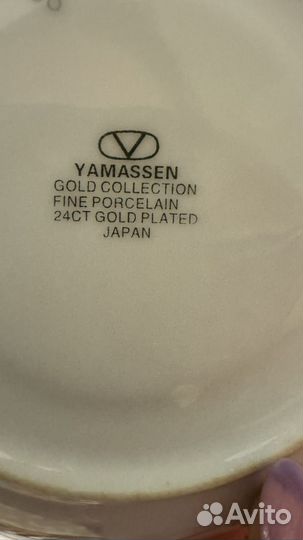 YAMASSEN
GOLD COLLECTION
FINE PORCELAIN
24CT GOLD PLATED
JAPAN
Avito